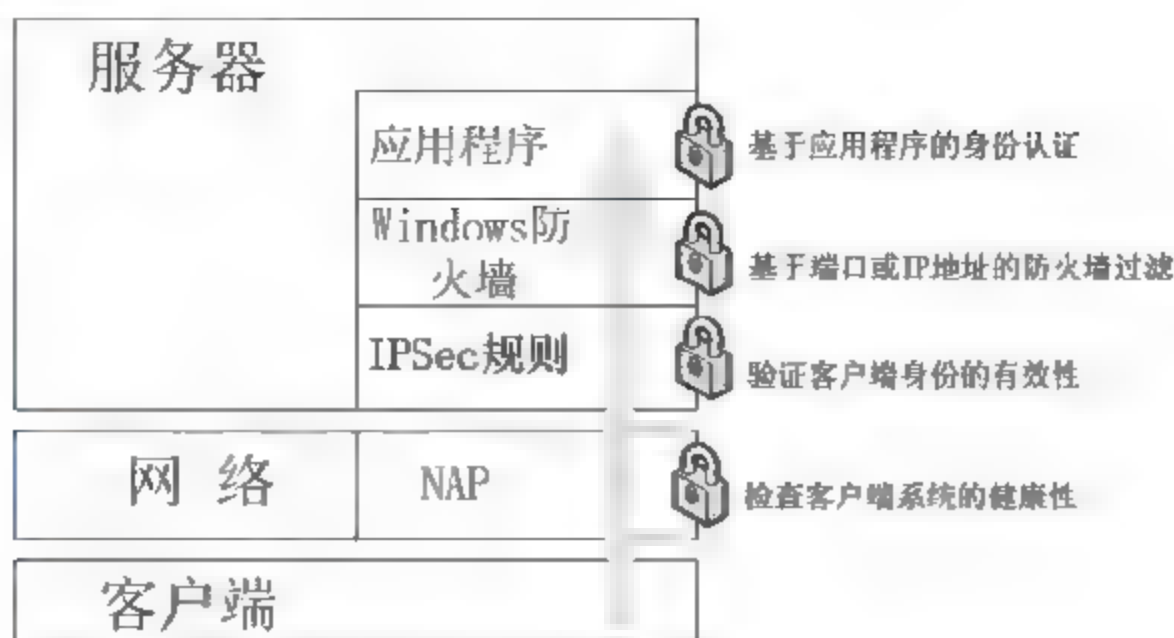 服务器
应用程序
基于应用程序的身份认证
Windows防
火墙
基于端口或IP地址的防火墙过滤
IPSec规则
验证客户端身份的有效性
网 络
NAP
检查客户端系统的健康性
客户端